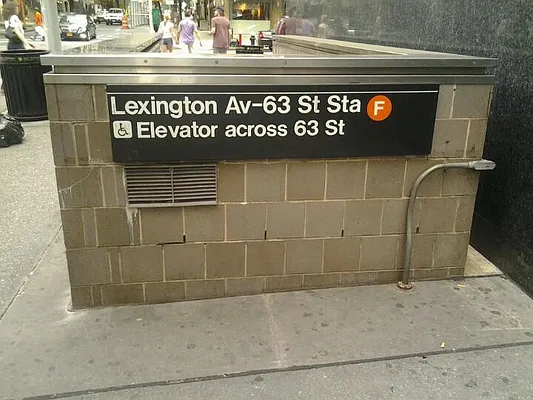 Lexington Av-63 St Sta F
Elevator across 63 St